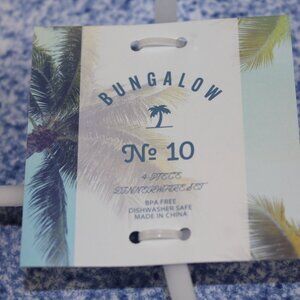 BUNGALOW
No 10
4-PIECE
DINNERWARE SET
BPA FREE
DISHWASHER SAFE
MADE IN CHINA